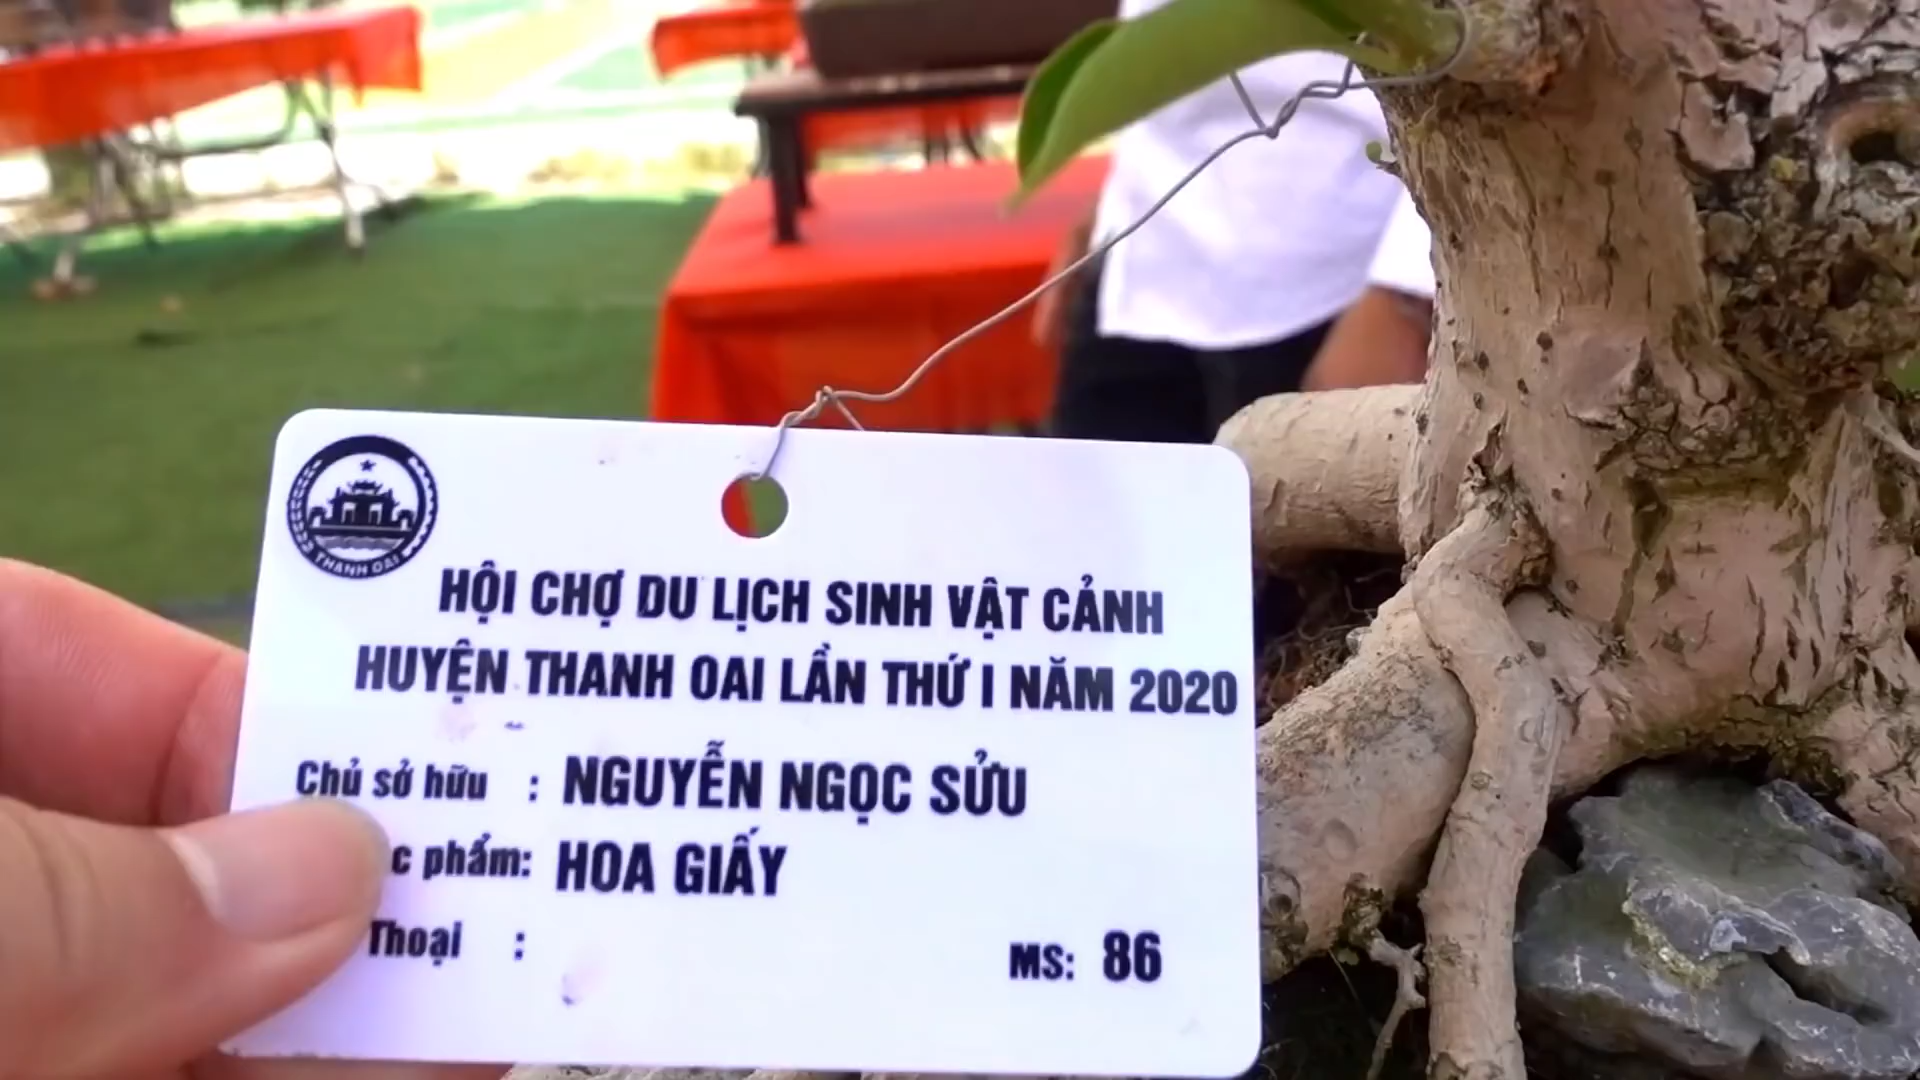 THANH OAI
HỘI CHỢ DU LỊCH SINH VẬT CẢNH
HUYỆN THANH OAI LẦN THỨ I NĂM 2020
Chủ sở hữu : NGUYỄN NGỌC SỬU
c phẩm: HOA GIẤY
Thoại :
MS: 86